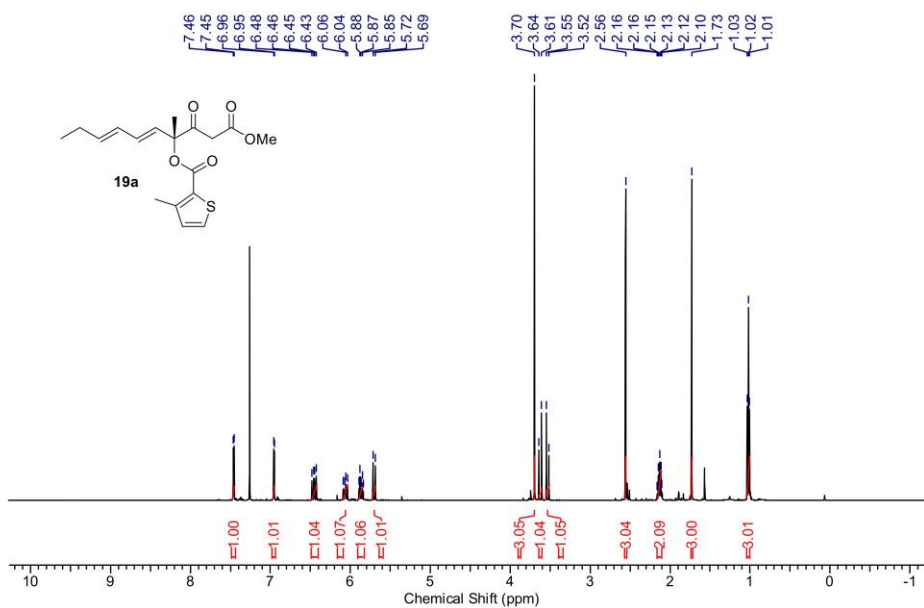 7.46 7.45 6.96 6.95 6.48 6.46 6.45 6.43 6.06 6.04 5.88 5.87 5.85 5.72 5.69 3.70 3.64 3.61 3.55 3.52 2.56 2.16 2.16 2.15 2.13 2.12 2.10 1.73 1.03 1.02 1.01
O O
OMe
O O
19a
S
1.00 1.01 1.04 1.07 1.06 1.01 3.05 1.04 1.05 3.04 2.09 3.00 3.01
10 9 8 7 6 5 4 3 2 1 0 -1
Chemical Shift (ppm)